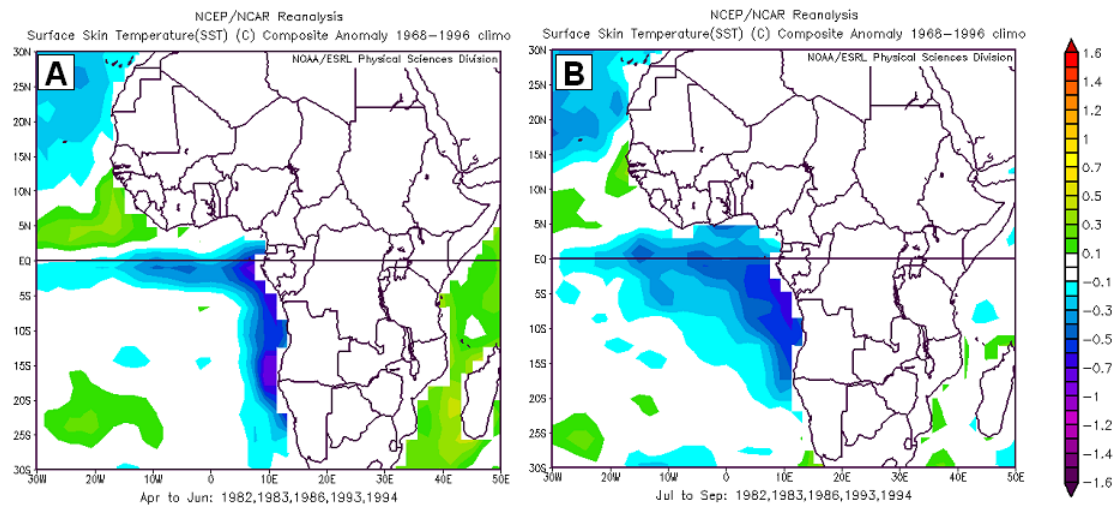 NCEP/NCAR Reanalysis
Surface Skin Temperature(SST) (C) Composite Anomaly 1968-1996 climo
A
NOAA/ESRL Physical Sciences Division
30N
25N
20N
15N
10N
5N
EQ
5S
10S
15S
20S
25S
30S
30W 20W 10W 0 10E 20E 30E 40E 50E
Apr to Jun: 1982,1983,1986,1993,1994
NCEP/NCAR Reanalysis
Surface Skin Temperature(SST) (C) Composite Anomaly 1968-1996 climo
B
NOAA/ESRL Physical Sciences Division
30N
25N
20N
15N
10N
5N
EQ
5S
10S
15S
20S
25S
30S
30W 20W 10W 0 10E 20E 30E 40E 50E
Jul to Sep: 1982,1983,1986,1993,1994
1.6
1.4
1.2
1
0.7
0.5
0.3
0.1
-0.1
-0.3
-0.5
-0.7
-1
-1.2
-1.4
-1.6